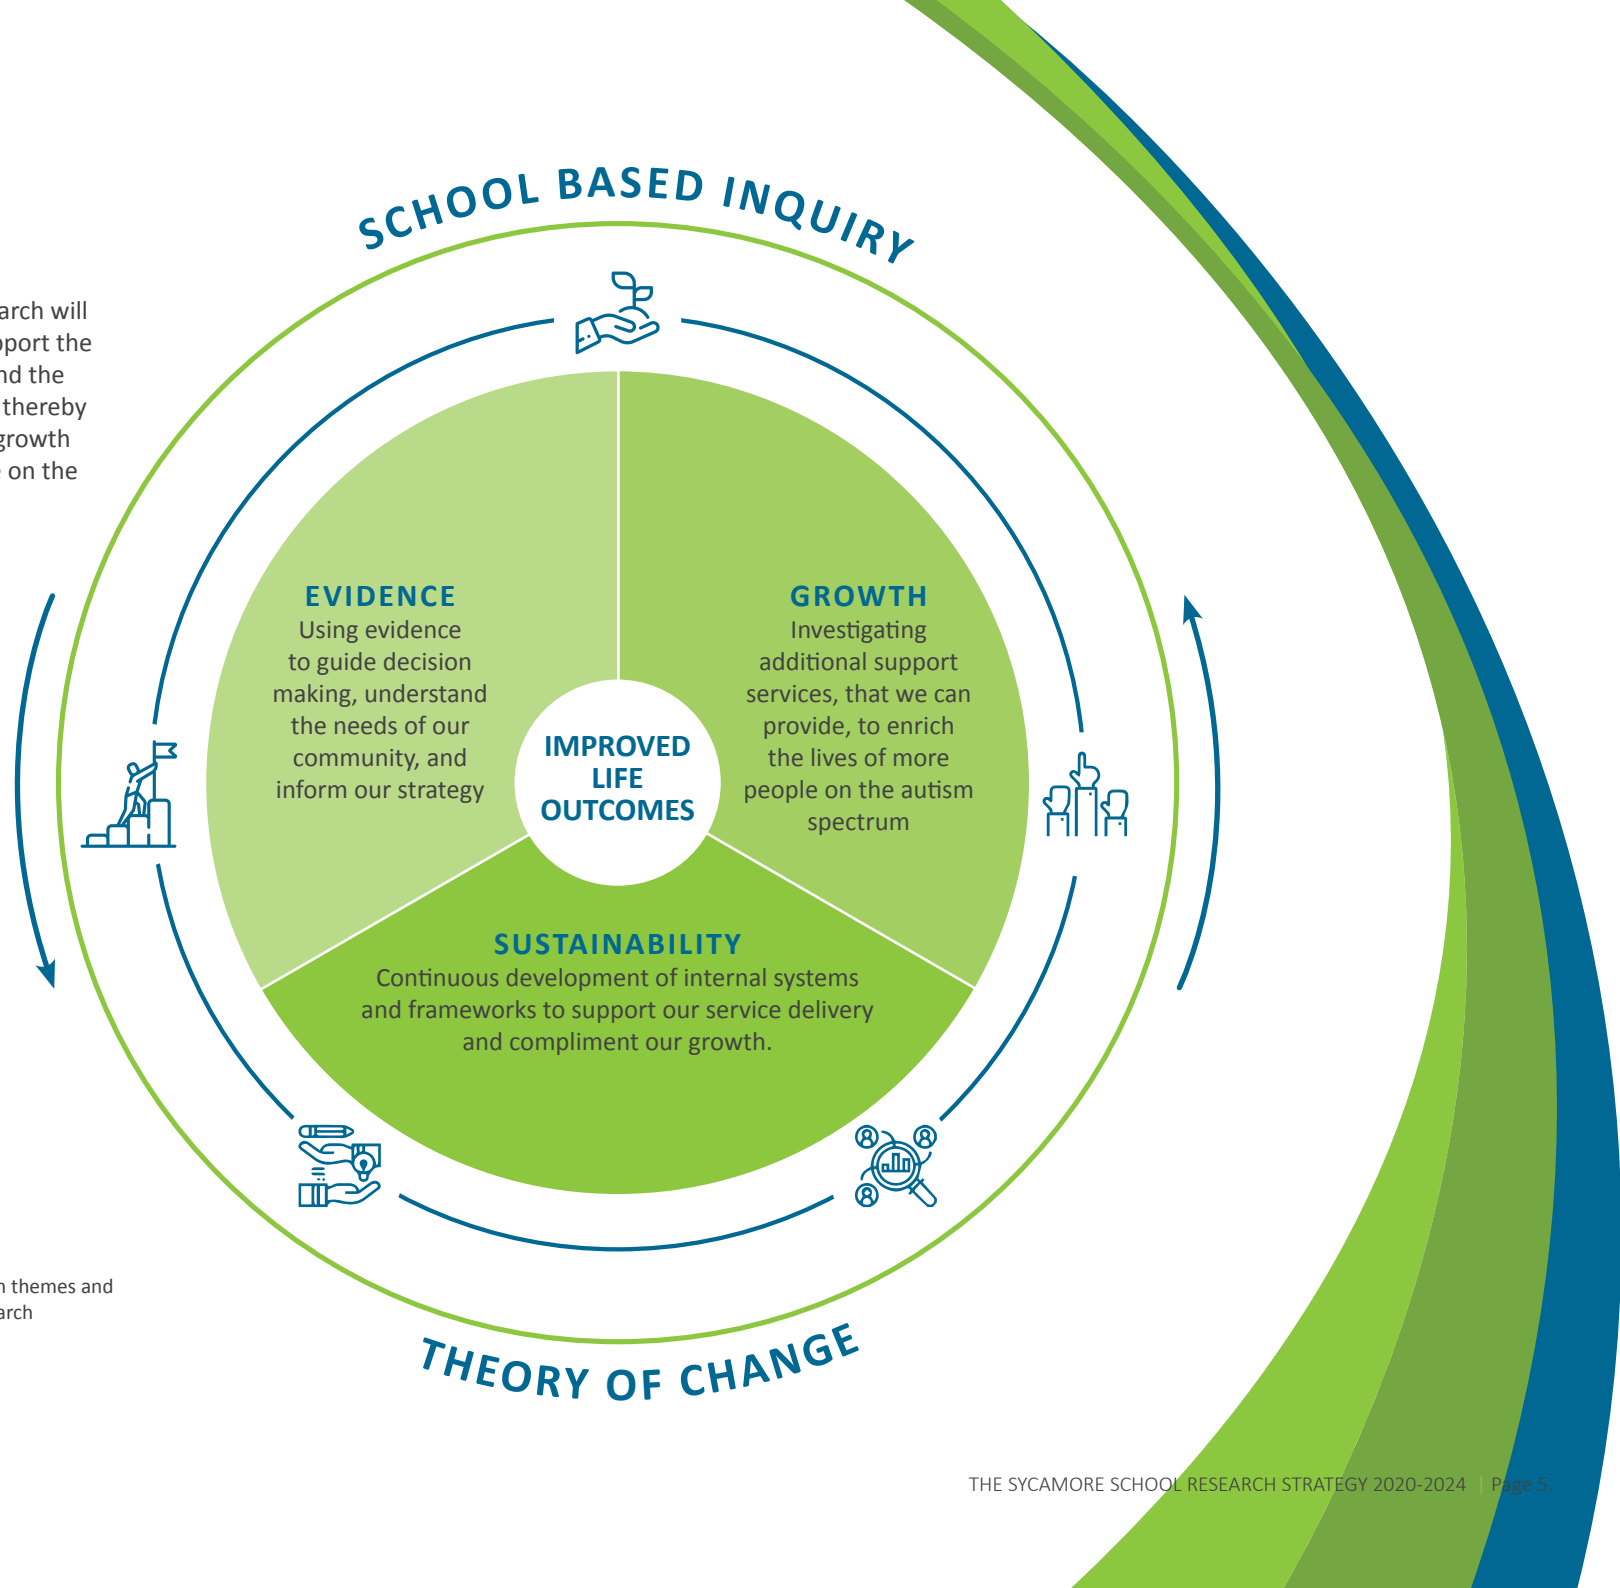 SCHOOL BASED INQUIRY
arch will
port the
nd the
thereby
growth
on the
EVIDENCE
Using evidence
to guide decision
making, understand
the needs of our
community, and
inform our strategy
GROWTH
Investigating
additional support
services, that we can
provide, to enrich
the lives of more
people on the autism
spectrum
IMPROVED
LIFE
OUTCOMES
SUSTAINABILITY
Continuous development of internal systems
and frameworks to support our service delivery
and compliment our growth.
themes and
arch
THEORY OF CHANGE
THE SYCAMORE SCHOOL RESEARCH STRATEGY 2020-2024 | Page 5.